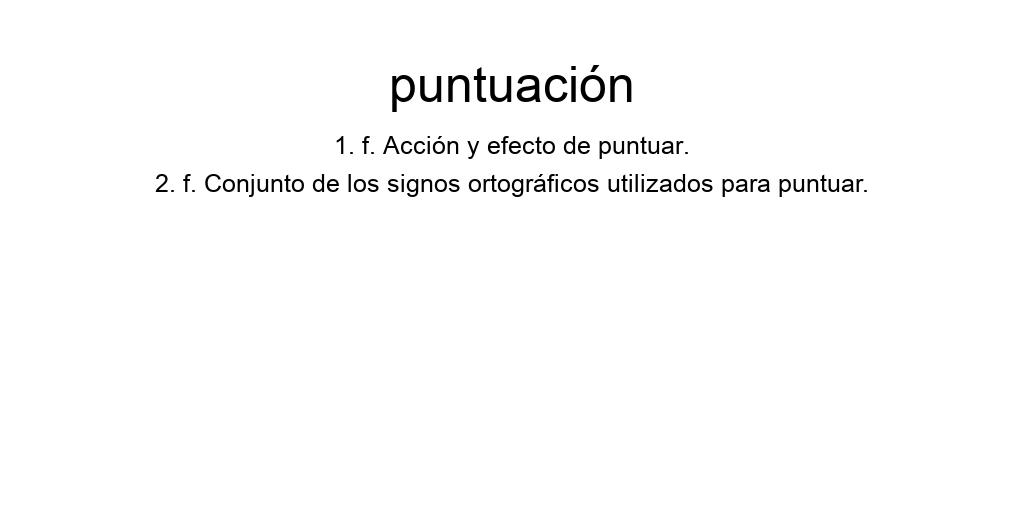 puntuación
1. f. Acción y efecto de puntuar.
2. f. Conjunto de los signos ortográficos utilizados para puntuar.